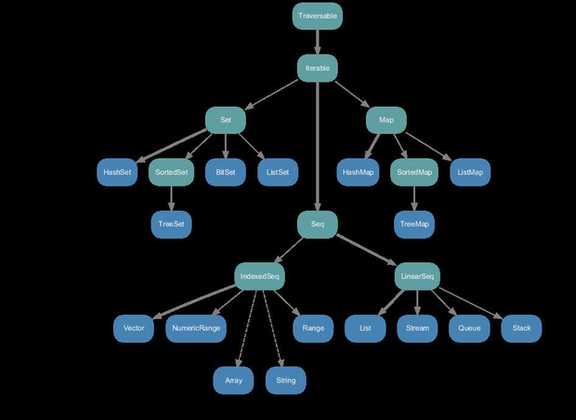 Traversable
Iterable
Set
Map
HashSet
SortedSet
BitSet
ListSet
HashMap
SortedMap
ListMap
TreeSet
Seq
TreeMap
IndexedSeq
LinearSeq
Vector
NumericRange
Range
List
Stream
Queue
Stack
Array
String